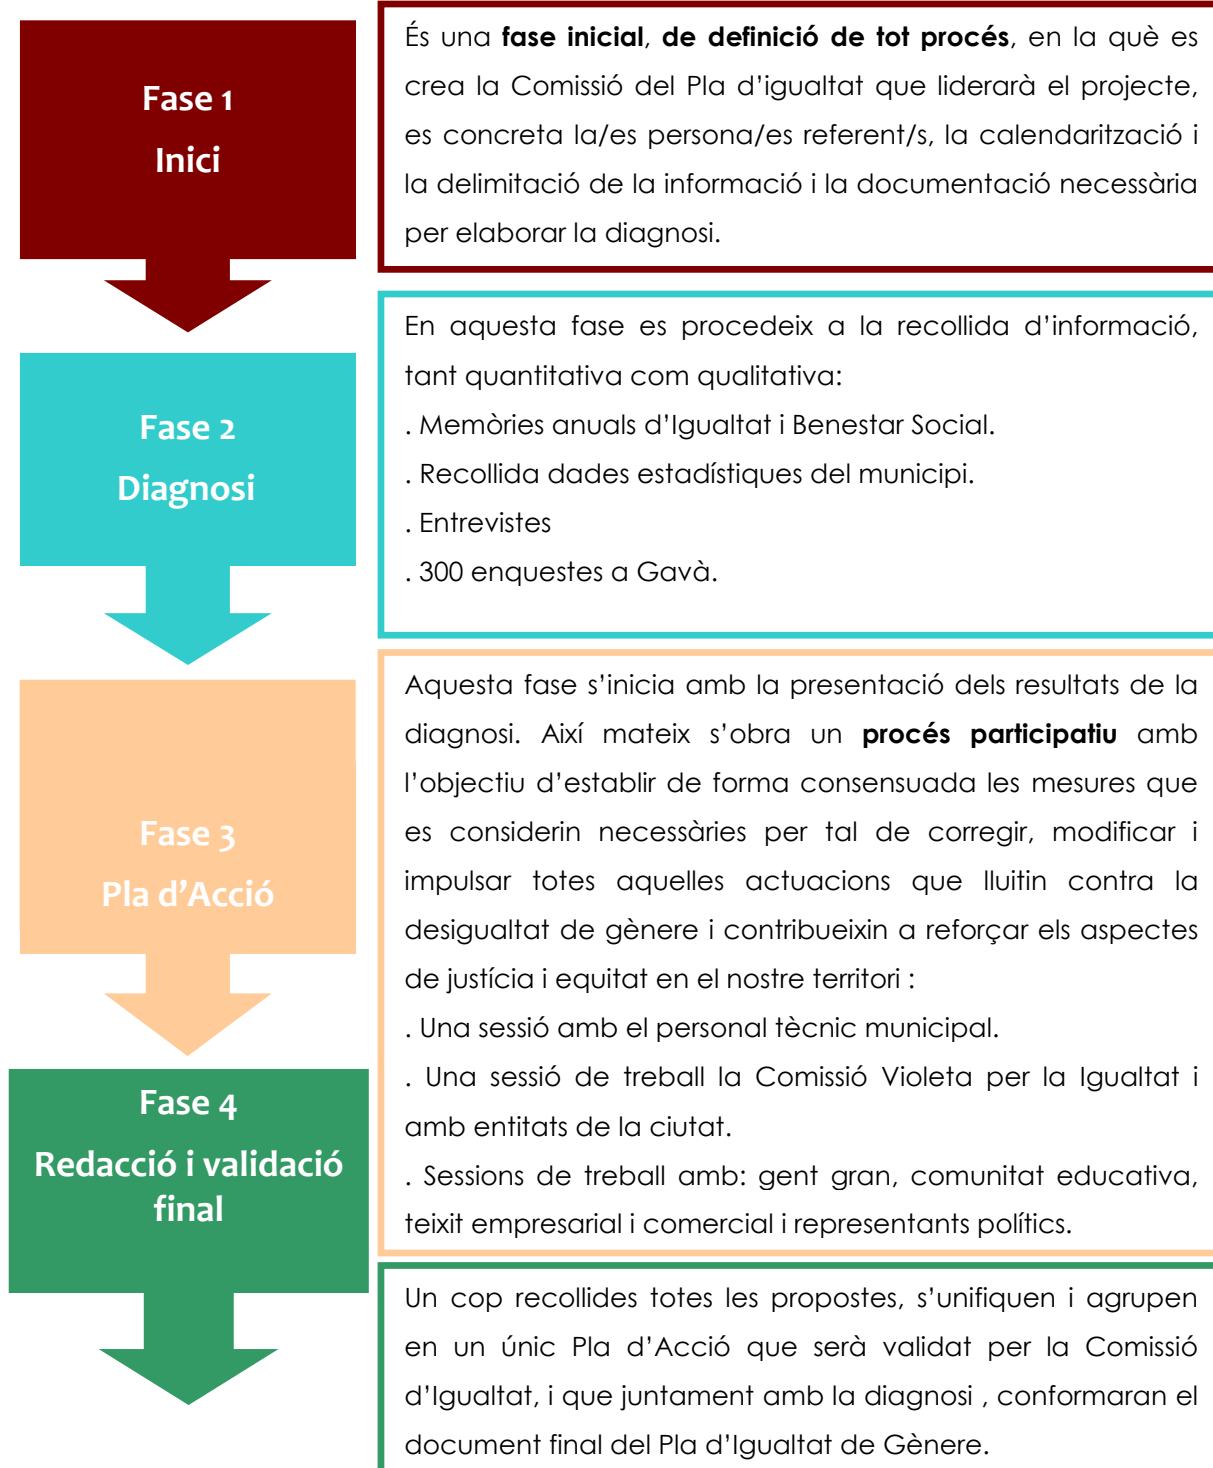 Fase 1
Inici
És una fase inicial, de definició de tot procés, en la què es
crea la Comissió del Pla d’igualtat que liderarà el projecte,
es concreta la/es persona/es referent/s, la calendarització i
la delimitació de la informació i la documentació necessària
per elaborar la diagnosi.
Fase 2
Diagnosi
En aquesta fase es procedeix a la recollida d’informació,
tant quantitativa com qualitativa:
. Memòries anuals d’Igualtat i Benestar Social.
. Recollida dades estadístiques del municipi.
. Entrevistes
. 300 enquestes a Gavà.
Fase 3
Pla d’Acció
Aquesta fase s’inicia amb la presentació dels resultats de la
diagnosi. Així mateix s’obra un procés participatiu amb
l’objectiu d’establir de forma consensuada les mesures que
es considerin necessàries per tal de corregir, modificar i
impulsar totes aquelles actuacions que lluitin contra la
desigualtat de gènere i contribueixin a reforçar els aspectes
de justícia i equitat en el nostre territori :
. Una sessió amb el personal tècnic municipal.
. Una sessió de treball la Comissió Violeta per la Igualtat i
amb entitats de la ciutat.
. Sessions de treball amb: gent gran, comunitat educativa,
teixit empresarial i comercial i representants polítics.
Fase 4
Redacció i validació
final
Un cop recollides totes les propostes, s’unifiquen i agrupen
en un únic Pla d’Acció que serà validat per la Comissió
d’Igualtat, i que juntament amb la diagnosi , conformaran el
document final del Pla d’Igualtat de Gènere.